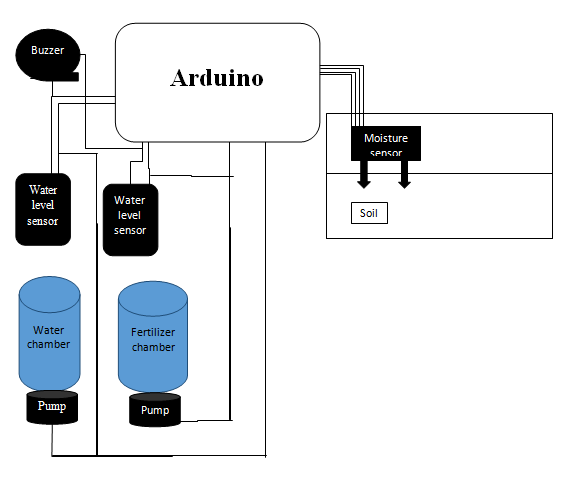 Buzzer
Arduino
Moisture
sensor
Water
level
sensor
Water
level
sensor
Soil
Water
chamber
Fertilizer
chamber
Pump
Pump